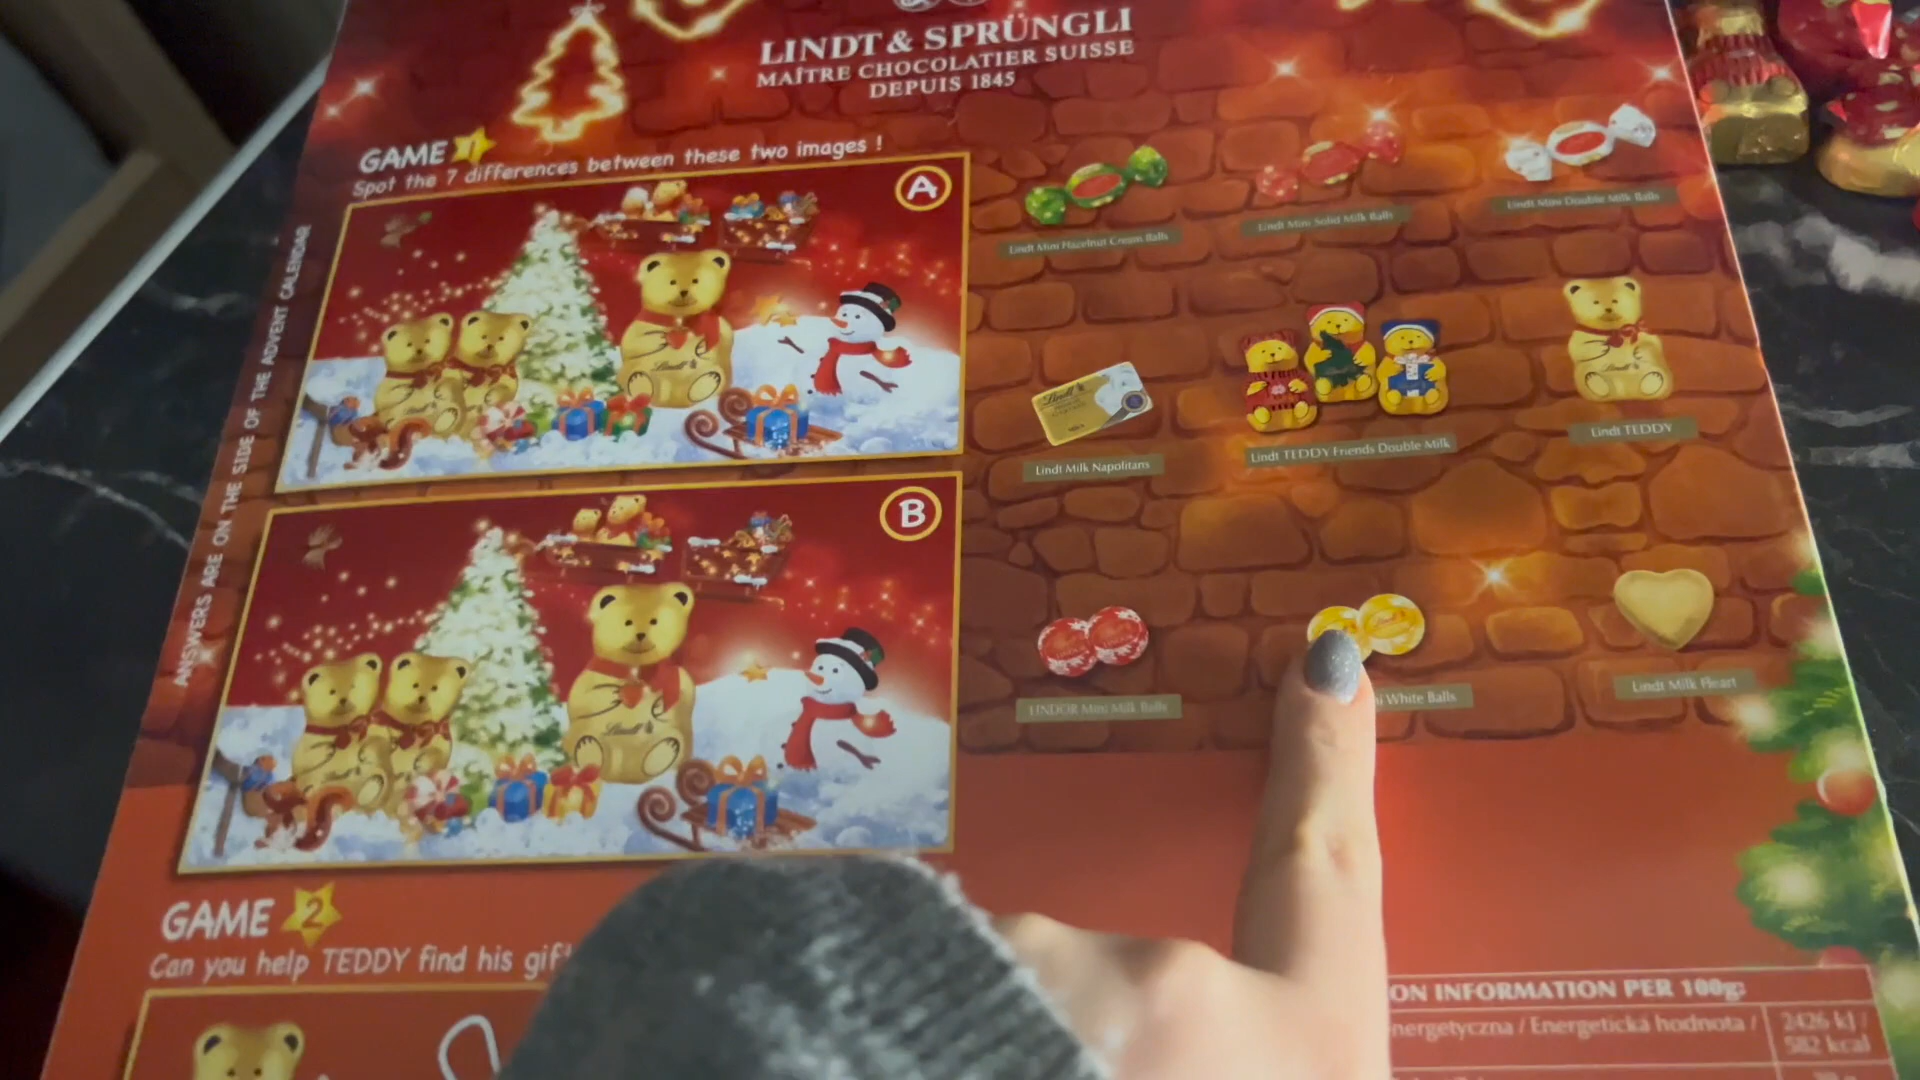 LINDT & SPRÜNGLI
MAÎTRE CHOCOLATIER SUISSE
DEPUIS 1845
GAME 1
Spot the 7 differences between these two images !
A
B
ANSWERS ARE ON THE SIDE OF THE ADVENT CALENDAR
Lindt Mini Hazelnut Cream Balls
Lindt Mini Solid Milk Balls
Lindt Mini Double Milk Balls
Lindt Milk Napolitans
Lindt TEDDY Friends Double Milk
Lindt TEDDY
LINDOR Mini Milk Balls
White Balls
Lindt Milk Heart
GAME 2
Can you help TEDDY find his
ON INFORMATION PER 100g:
nergetyczna / Energetická hodnota /
2426 kJ /
582 kcal